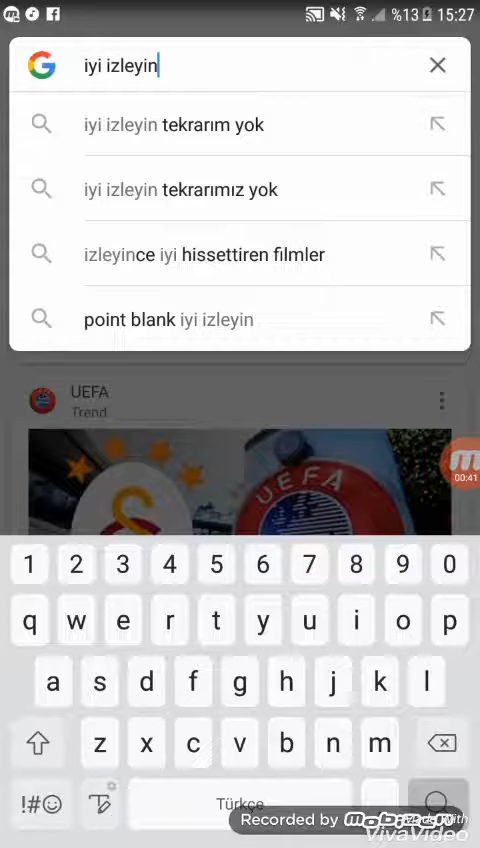 %13 15:27
iyi izleyin
iyi izleyin tekrarım yok
iyi izleyin tekrarımız yok
izleyince iyi hissettiren filmler
point blank iyi izleyin
UEFA
Trend
UEFA
00:41
1 2 3 4 5 6 7 8 9 0
q w e r t y u i o p
a s d f g h j k l
z x c v b n m
!#☺ Türkçe
Recorded by mobizen
Made With
VivaVideo